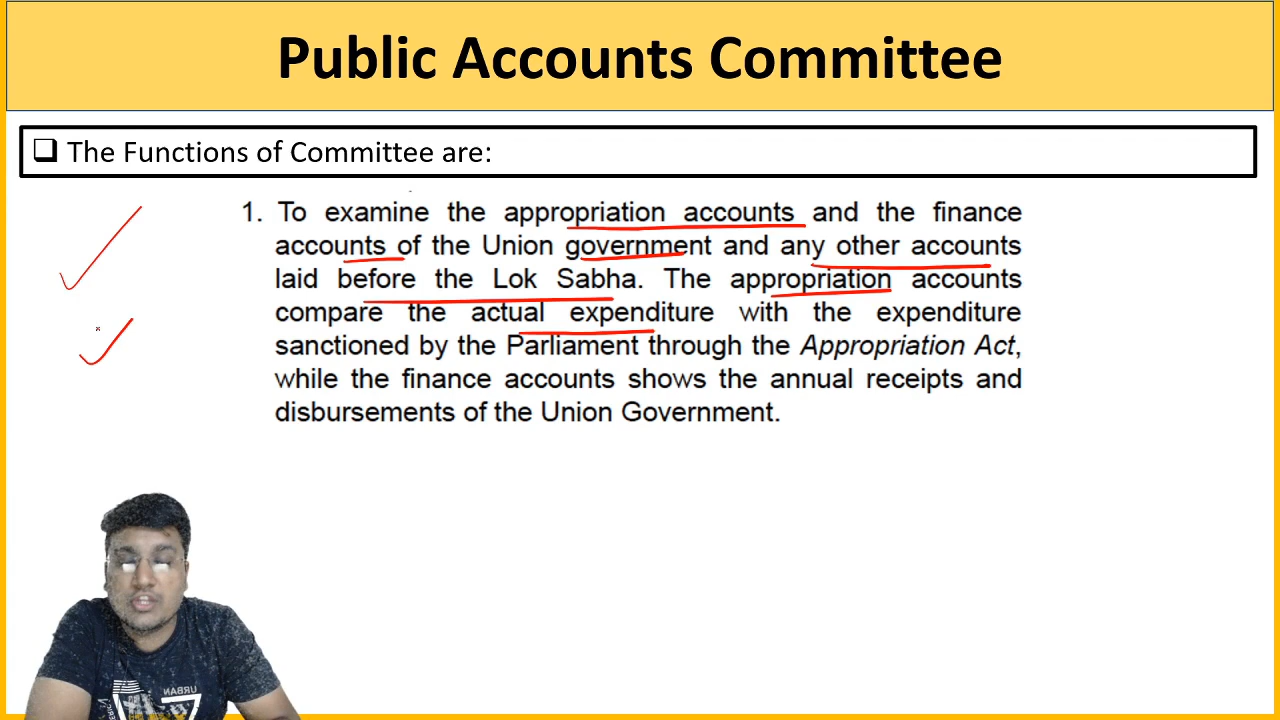 Public Accounts Committee
❑ The Functions of Committee are:
1. To examine the appropriation accounts and the finance
accounts of the Union government and any other accounts
laid before the Lok Sabha. The appropriation accounts
compare the actual expenditure with the expenditure
sanctioned by the Parliament through the Appropriation Act,
while the finance accounts shows the annual receipts and
disbursements of the Union Government.
URBAN